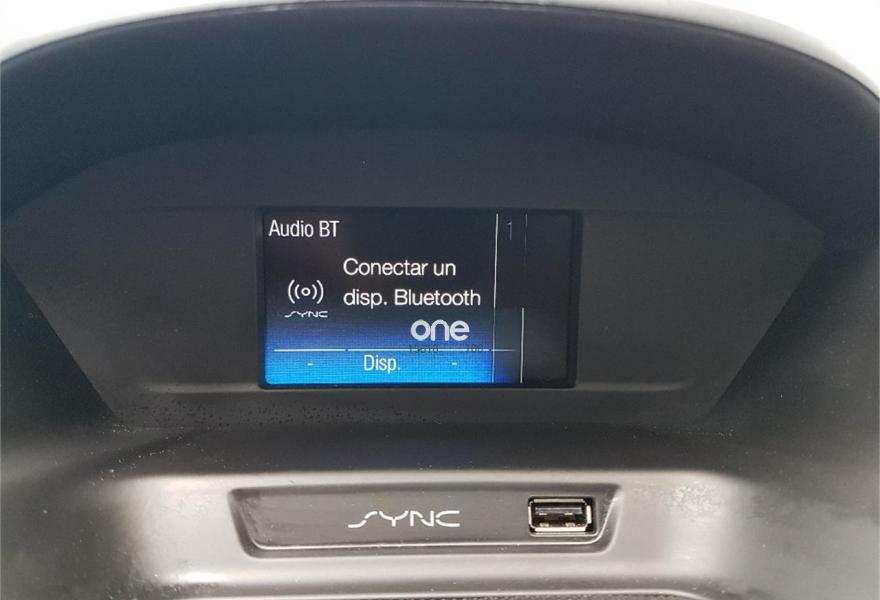 Audio BT
1
Conectar un
disp. Bluetooth
SYNC
one
- Disp. -
SYNC